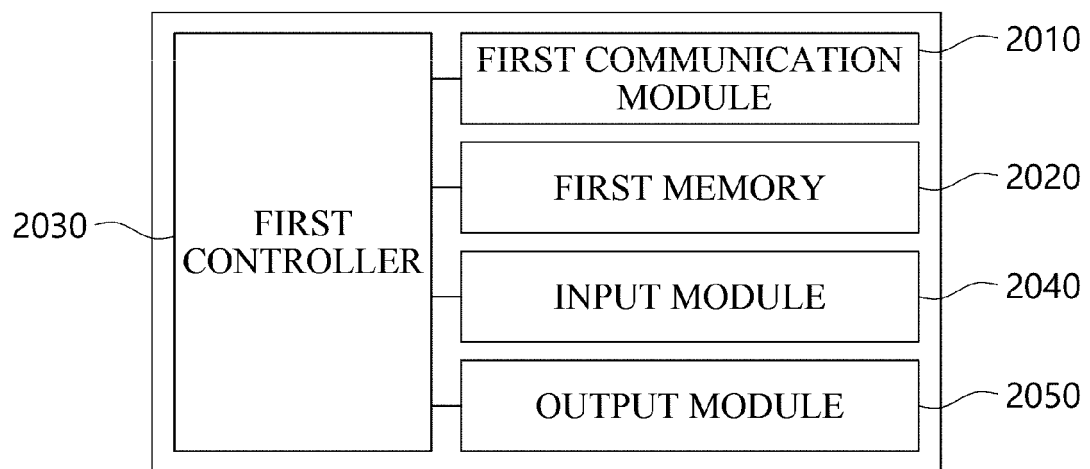 FIRST COMMUNICATION
MODULE
2010
FIRST MEMORY
2020
2030
FIRST
CONTROLLER
INPUT MODULE
2040
OUTPUT MODULE
2050